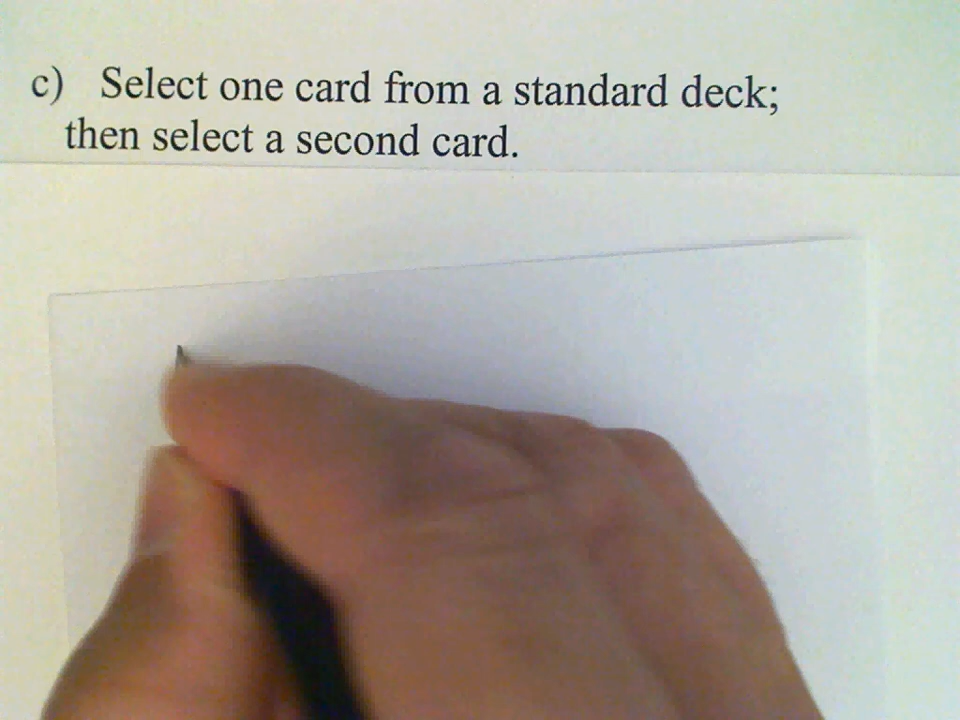 c) Select one card from a standard deck;
then select a second card.